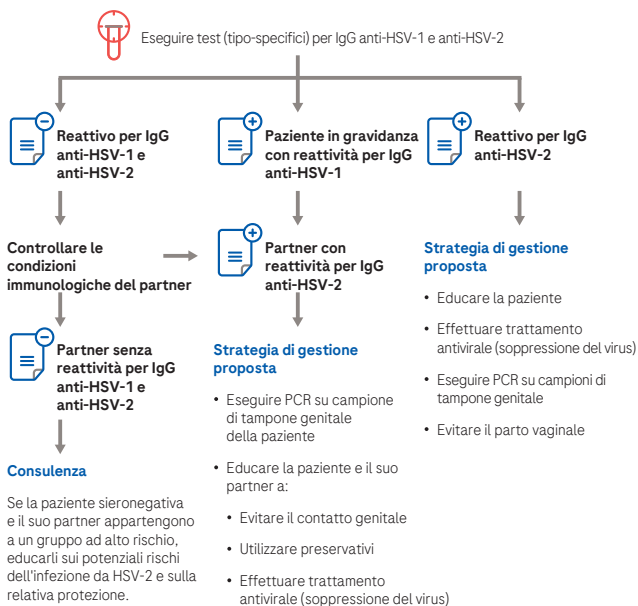 Eseguire test (tipo-specifici) per IgG anti-HSV-1 e anti-HSV-2
Reattivo per IgG
anti-HSV-1 e
anti-HSV-2
Paziente in gravidanza
con reattività per IgG
anti-HSV-1
Reattivo per IgG
anti-HSV-2
Controllare le
condizioni
immunologiche del partner
Partner con
reattività per IgG
anti-HSV-2
Partner senza
reattività per IgG
anti-HSV-1 e
anti-HSV-2
Consulenza
Se la paziente sieronegativa
e il suo partner appartengono
a un gruppo ad alto rischio,
educarli sui potenziali rischi
dell'infezione da HSV-2 e sulla
relativa protezione.
Strategia di gestione
proposta
• Eseguire PCR su campione
di tampone genitale
della paziente
• Educare la paziente e il suo
partner a:
• Evitare il contatto genitale
• Utilizzare preservativi
• Effettuare trattamento
antivirale (soppressione del virus)
Strategia di gestione
proposta
• Educare la paziente
• Effettuare trattamento
antivirale (soppressione del virus)
• Eseguire PCR su campioni di
tampone genitale
• Evitare il parto vaginale